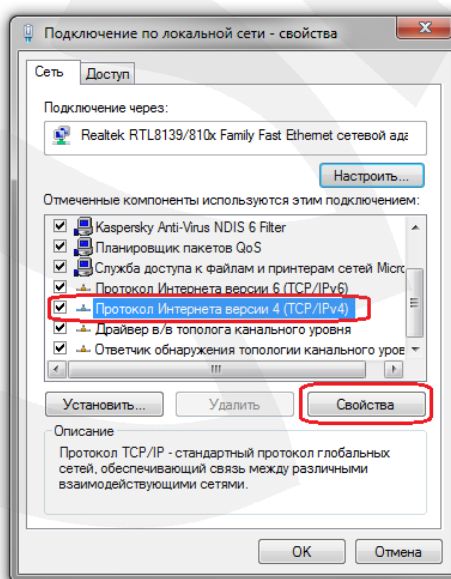 Подключение по локальной сети - свойства
Сеть Доступ
Подключение через:
Realtek RTL8139/810x Family Fast Ethernet сетевой ада
Настроить...
Отмеченные компоненты используются этим подключением:
Kaspersky Anti-Virus NDIS 6 Filter
Планировщик пакетов QoS
Служба доступа к файлам и принтерам сетей Micro
Протокол Интернета версии 6 (TCP/IPv6)
Протокол Интернета версии 4 (TCP/IPv4)
Драйвер в/в тополога канального уровня
Ответчик обнаружения топологии канального уров
Установить... Удалить Свойства
Описание
Протокол TCP/IP - стандартный протокол глобальных
сетей, обеспечивающий связь между различными
взаимодействующими сетями.
OK Отмена